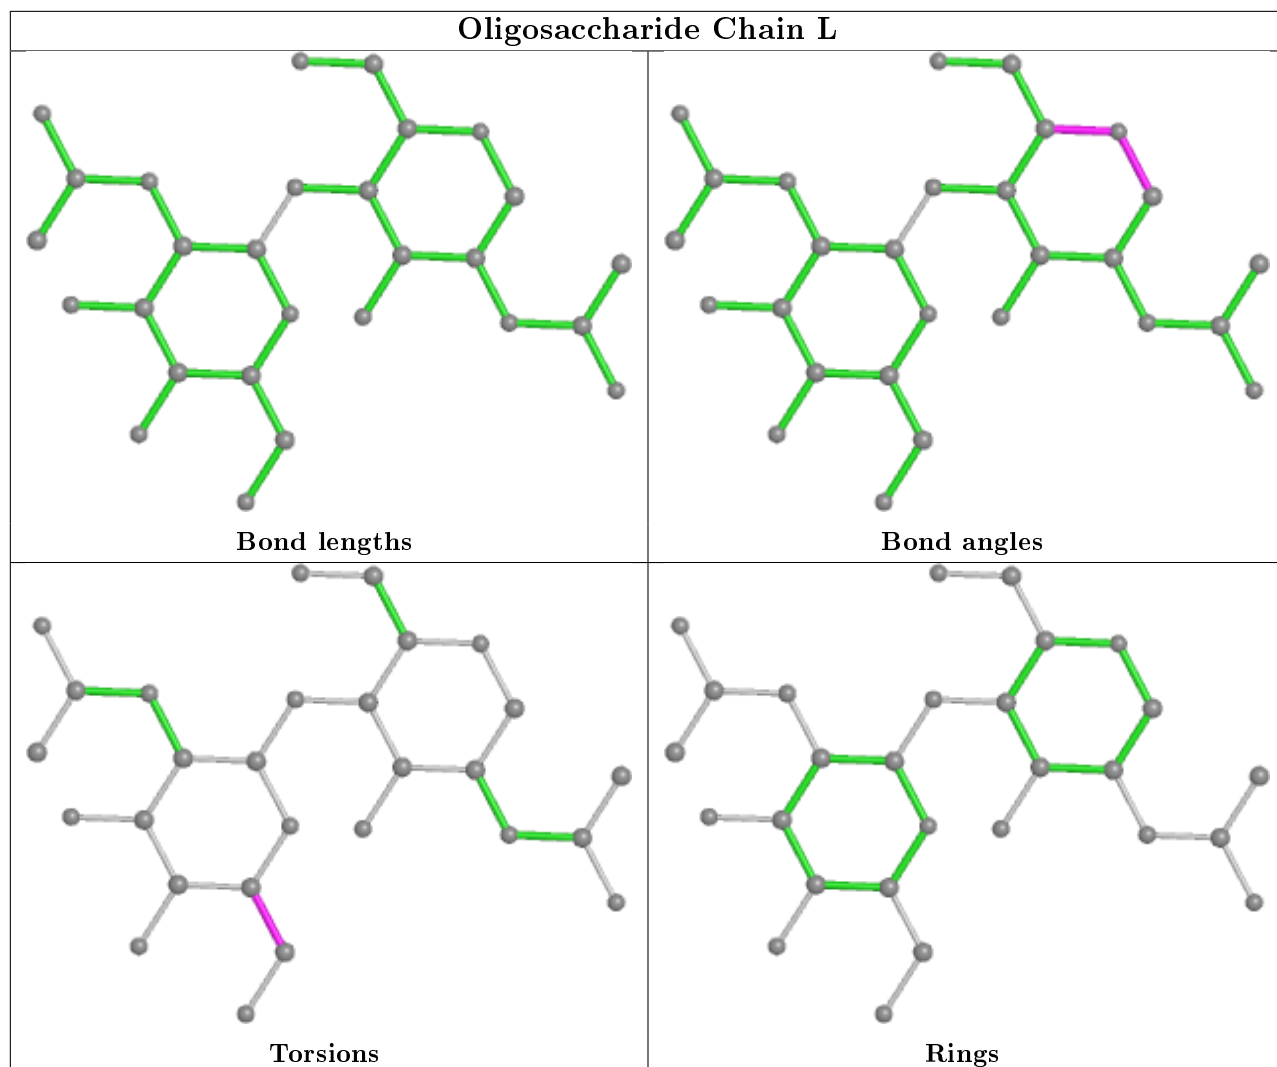 Oligosaccharide Chain L
Bond lengths
Bond angles
Torsions
Rings